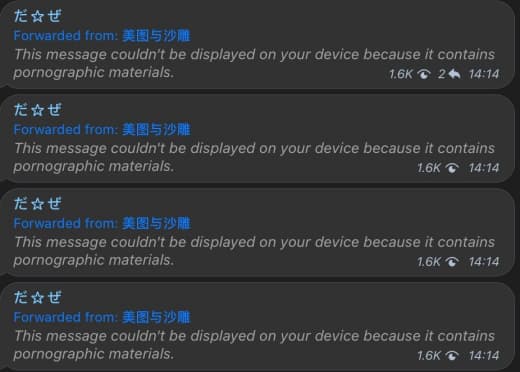 だ☆ぜ
Forwarded from: 美图与沙雕
This message couldn't be displayed on your device because it contains
pornographic materials.
1.6K 2 14:14
だ☆ぜ
Forwarded from: 美图与沙雕
This message couldn't be displayed on your device because it contains
pornographic materials.
1.6K 14:14
だ☆ぜ
Forwarded from: 美图与沙雕
This message couldn't be displayed on your device because it contains
pornographic materials.
1.6K 14:14
だ☆ぜ
Forwarded from: 美图与沙雕
This message couldn't be displayed on your device because it contains
pornographic materials.
1.6K 14:14